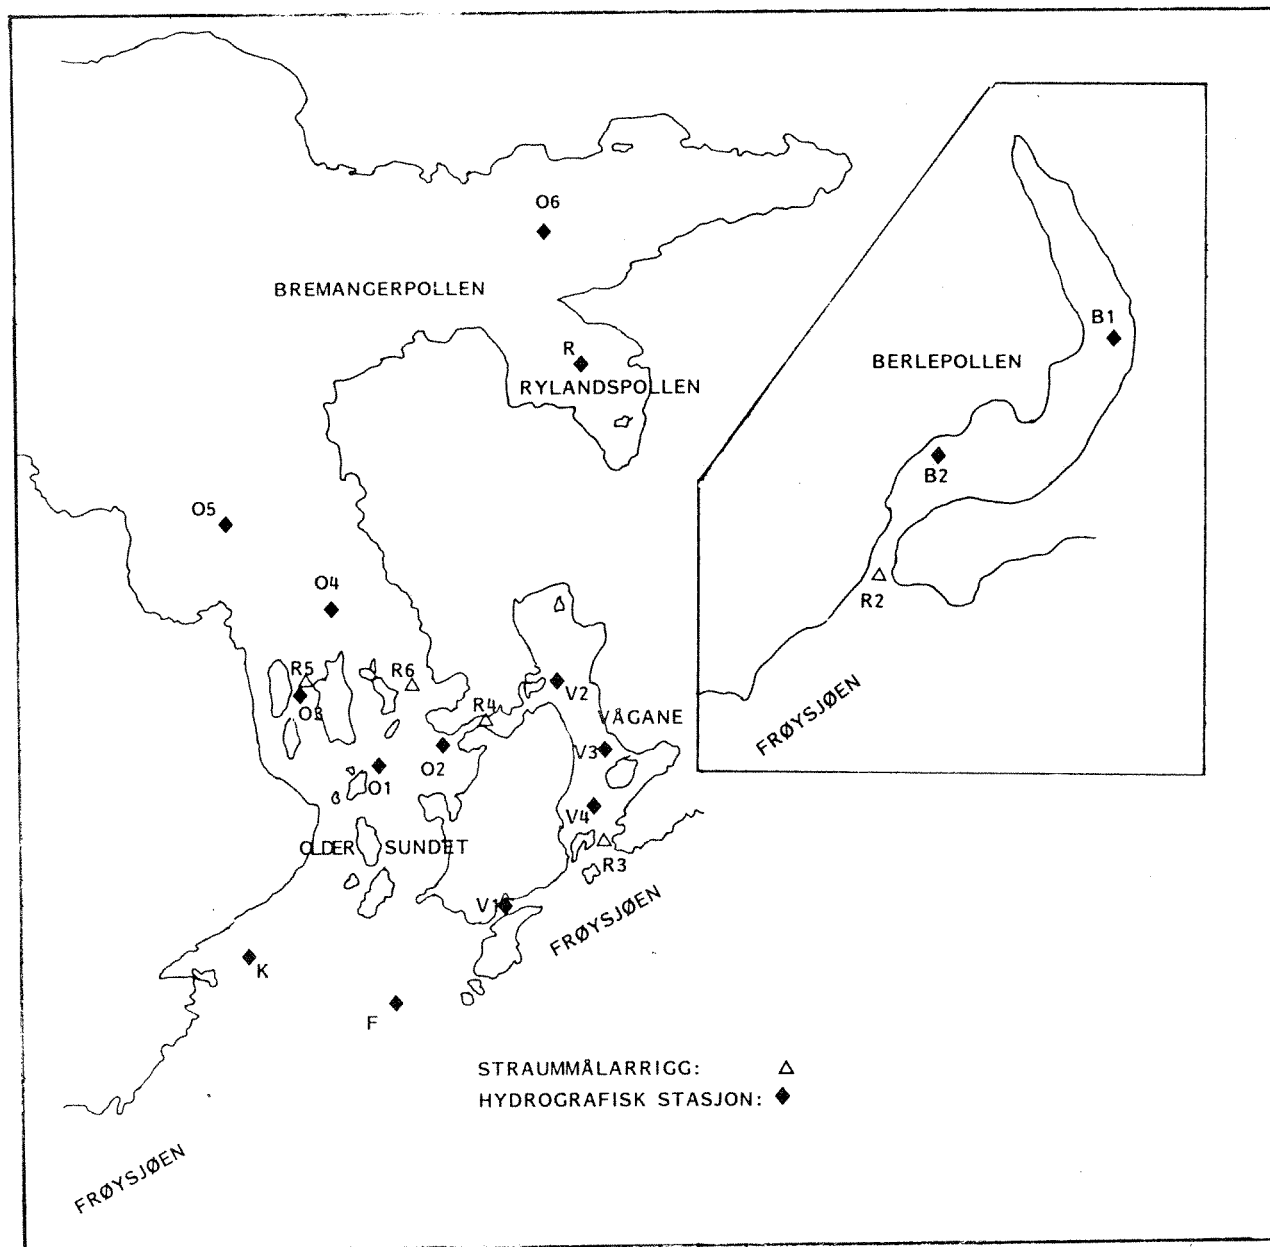 O6
BREMANGERPOLLEN
R
RYLANDSPOLLEN
B1
BERLEPOLLEN
B2
R2
FRØYSJØEN
O5
O4
R5
R6
O3
R4
V2
VÅGANE
V3
O2
O1
V4
OLDER SUNDET
R3
V1
FRØYSJØEN
K
F
STRAUMMÅLARRIGG:
HYDROGRAFISK STASJON:
FRØYSJØEN